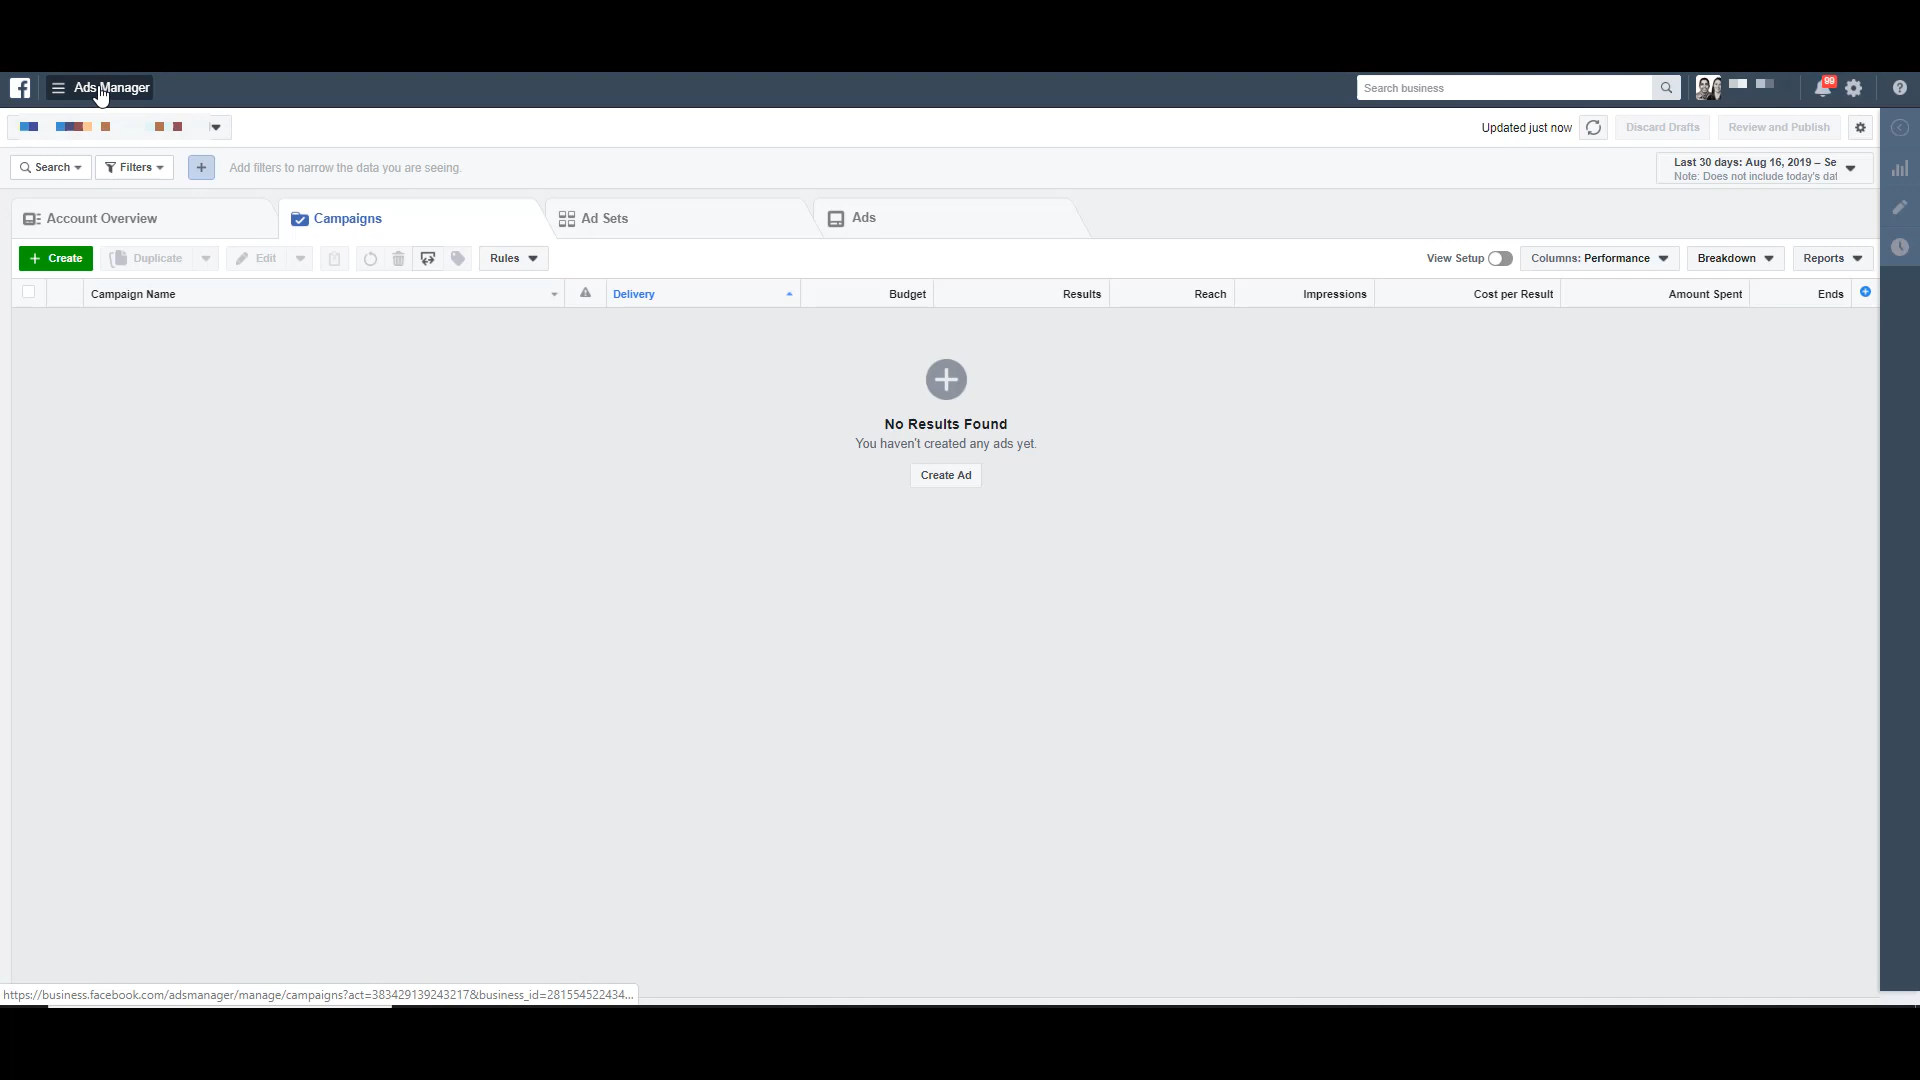 Ads Manager
Search business
99
Updated just now
Discard Drafts
Review and Publish
Search
Filters
Add filters to narrow the data you are seeing.
Last 30 days: Aug 16, 2019 – Se
Note: Does not include today's dat
Account Overview
Campaigns
Ad Sets
Ads
Create
Duplicate
Edit
Rules
View Setup
Columns: Performance
Breakdown
Reports
Campaign Name
Delivery
Budget
Results
Reach
Impressions
Cost per Result
Amount Spent
Ends
No Results Found
You haven't created any ads yet.
Create Ad
https://business.facebook.com/adsmanager/manage/campaigns?act=383429139243217&business_id=281554522434...